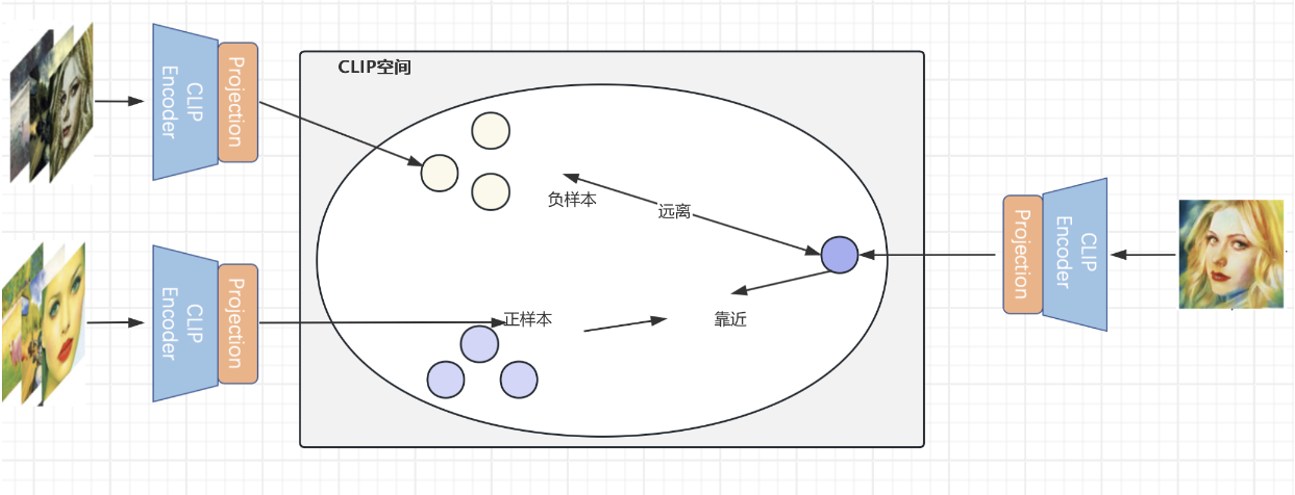 CLIP空间
CLIP
Encoder
Projection
负样本
远离
Projection
CLIP
Encoder
CLIP
Encoder
Projection
正样本
靠近